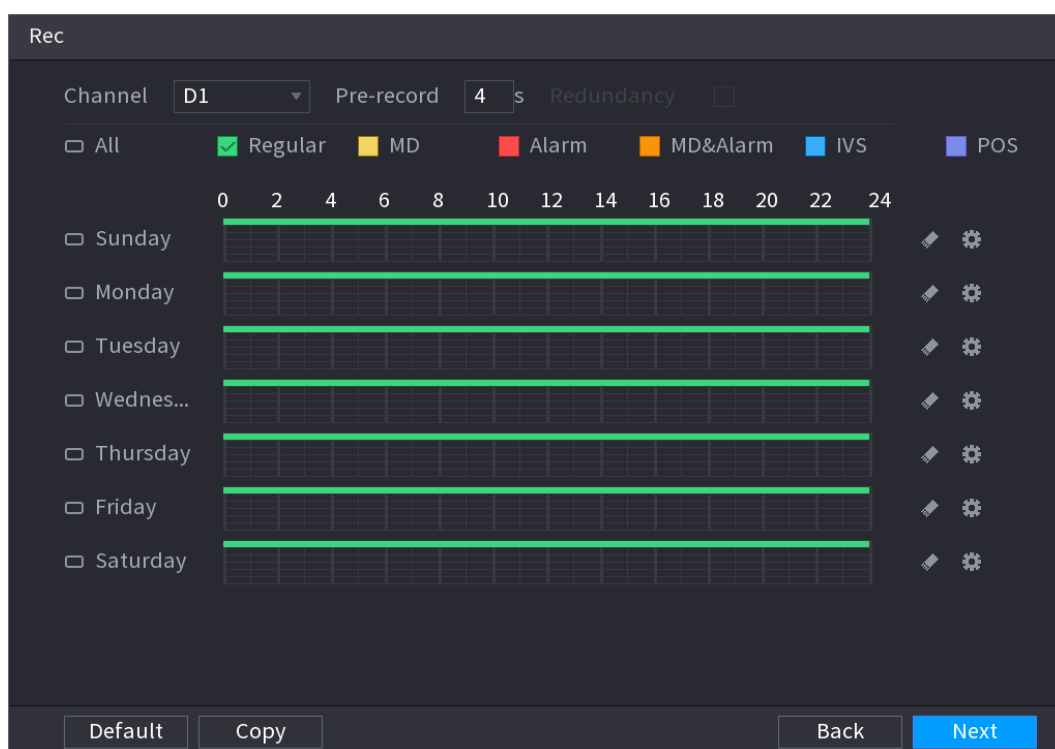 Rec
Channel D1 Pre-record 4 s Redundancy
All Regular MD Alarm MD&Alarm IVS POS
0 2 4 6 8 10 12 14 16 18 20 22 24
Sunday
Monday
Tuesday
Wednes...
Thursday
Friday
Saturday
Default Copy Back Next